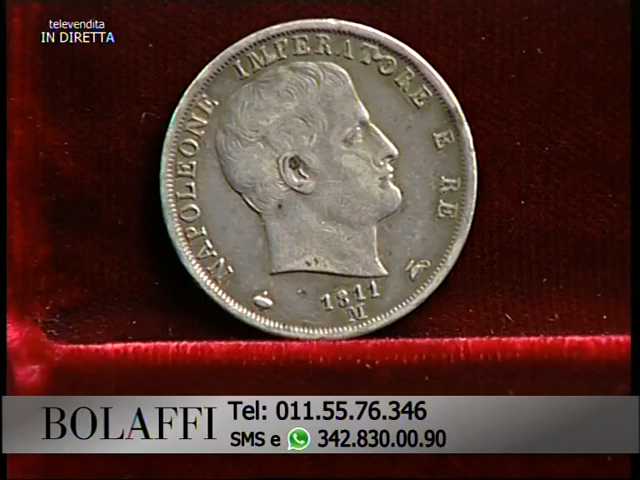 televendita
IN DIRETTA
NAPOLEONE IMPERATORE E RE
1811
M
BOLAFFI
Tel: 011.55.76.346
SMS e 342.830.00.90